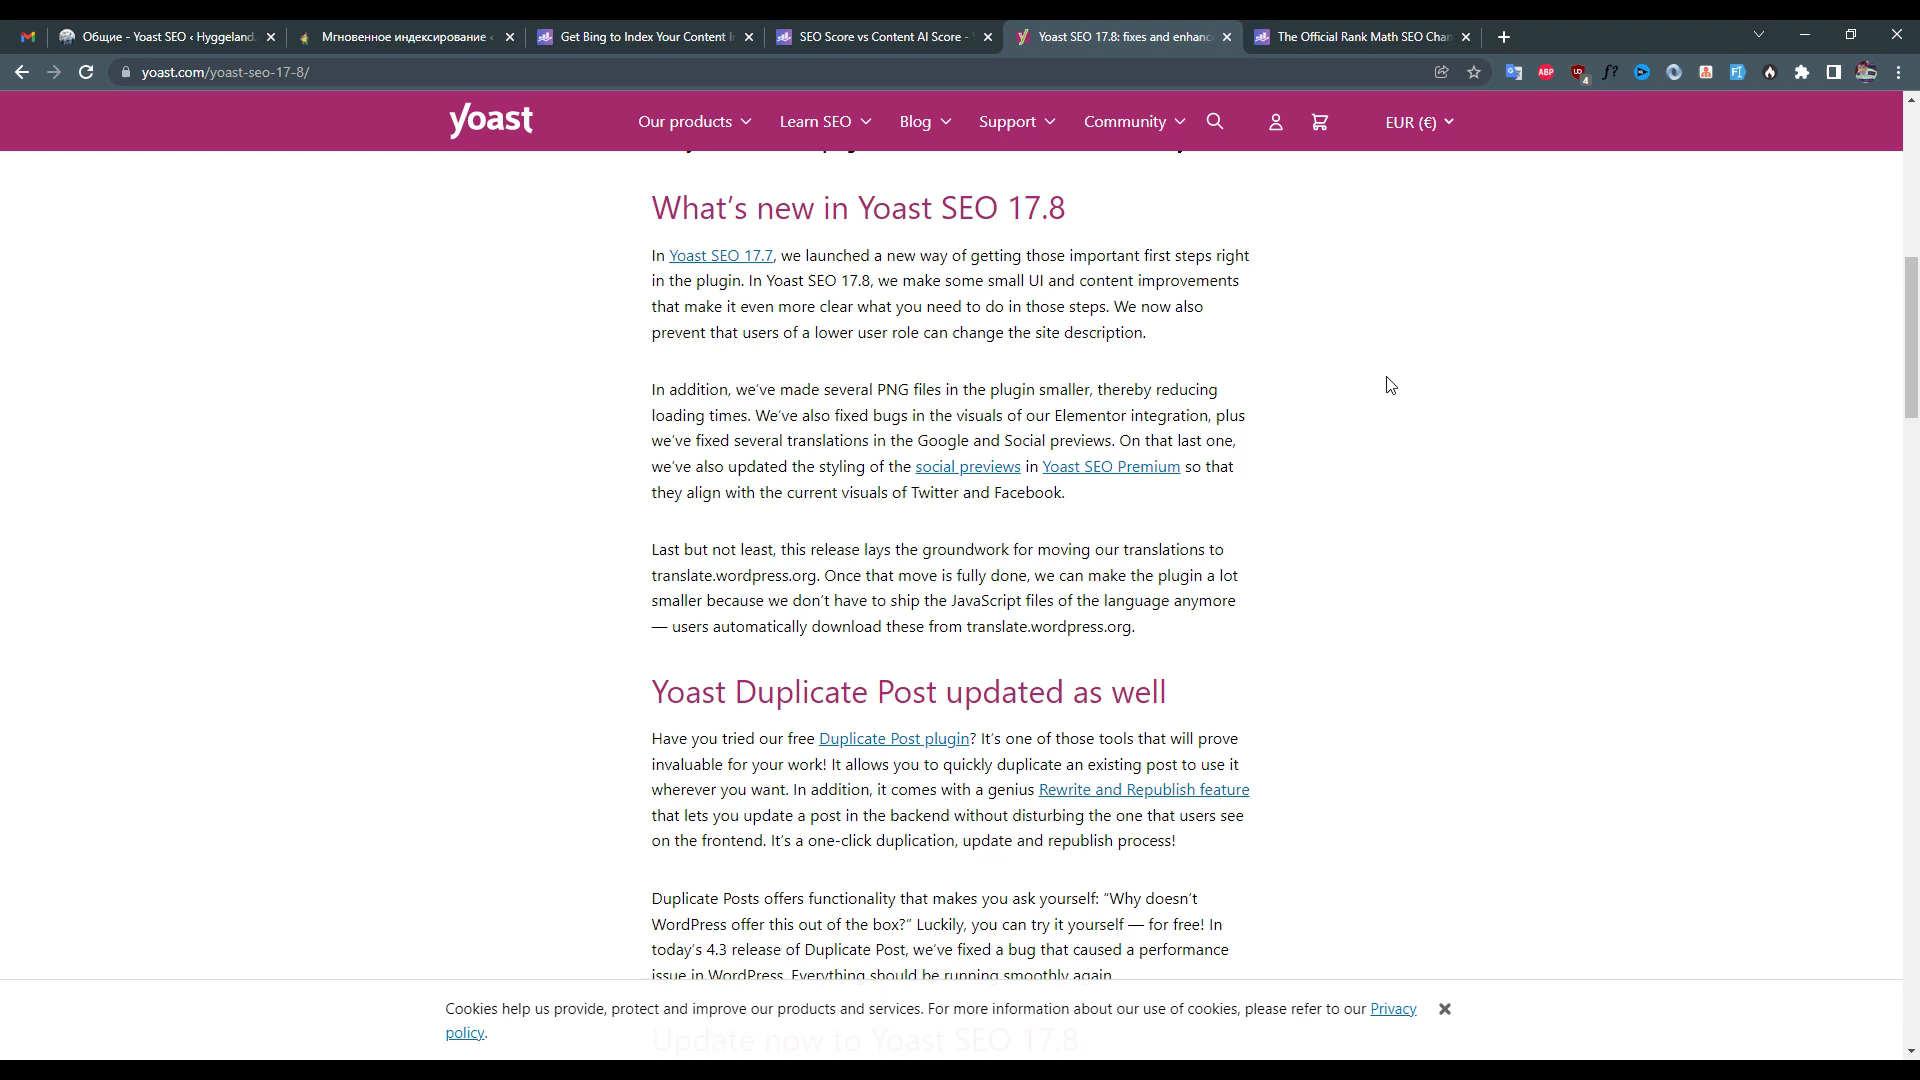 Общие - Yoast SEO ‹ Hyggeland
Мгновенное индексирование ‹
Get Bing to Index Your Content
SEO Score vs Content AI Score -
Yoast SEO 17.8: fixes and enhanc
The Official Rank Math SEO Chan
yoast.com/yoast-seo-17-8/
ABP
4
f?
yoast
Our products
Learn SEO
Blog
Support
Community
EUR (€)
What's new in Yoast SEO 17.8
In Yoast SEO 17.7, we launched a new way of getting those important first steps right
in the plugin. In Yoast SEO 17.8, we make some small UI and content improvements
that make it even more clear what you need to do in those steps. We now also
prevent that users of a lower user role can change the site description.
In addition, we've made several PNG files in the plugin smaller, thereby reducing
loading times. We've also fixed bugs in the visuals of our Elementor integration, plus
we've fixed several translations in the Google and Social previews. On that last one,
we've also updated the styling of the social previews in Yoast SEO Premium so that
they align with the current visuals of Twitter and Facebook.
Last but not least, this release lays the groundwork for moving our translations to
translate.wordpress.org. Once that move is fully done, we can make the plugin a lot
smaller because we don't have to ship the JavaScript files of the language anymore
— users automatically download these from translate.wordpress.org.
Yoast Duplicate Post updated as well
Have you tried our free Duplicate Post plugin? It's one of those tools that will prove
invaluable for your work! It allows you to quickly duplicate an existing post to use it
wherever you want. In addition, it comes with a genius Rewrite and Republish feature
that lets you update a post in the backend without disturbing the one that users see
on the frontend. It's a one-click duplication, update and republish process!
Duplicate Posts offers functionality that makes you ask yourself: "Why doesn't
WordPress offer this out of the box?" Luckily, you can try it yourself — for free! In
today's 4.3 release of Duplicate Post, we've fixed a bug that caused a performance
issue in WordPress. Everything should be running smoothly again.
Cookies help us provide, protect and improve our products and services. For more information about our use of cookies, please refer to our Privacy
policy.
Update now to Yoast SEO 17.8